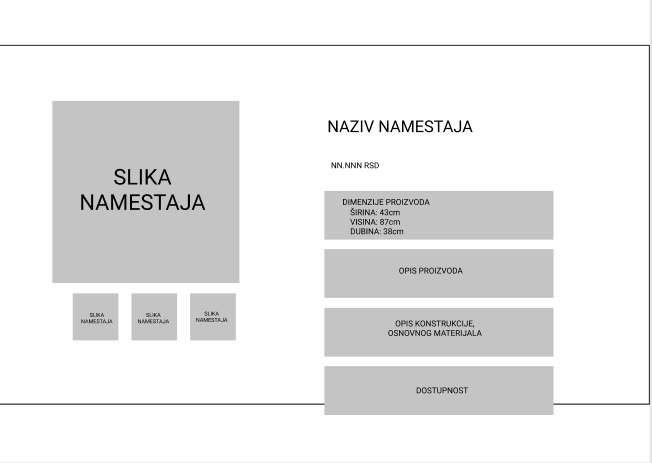 SLIKA
NAMESTAJA
SLIKA
NAMESTAJA
SLIKA
NAMESTAJA
SLIKA
NAMESTAJA
NAZIV NAMESTAJA
NN.NNN RSD
DIMENZIJE PROIZVODA
ŠIRINA: 43cm
VISINA: 87cm
DUBINA: 38cm
OPIS PROIZVODA
OPIS KONSTRUKCIJE,
OSNOVNOG MATERIJALA
DOSTUPNOST